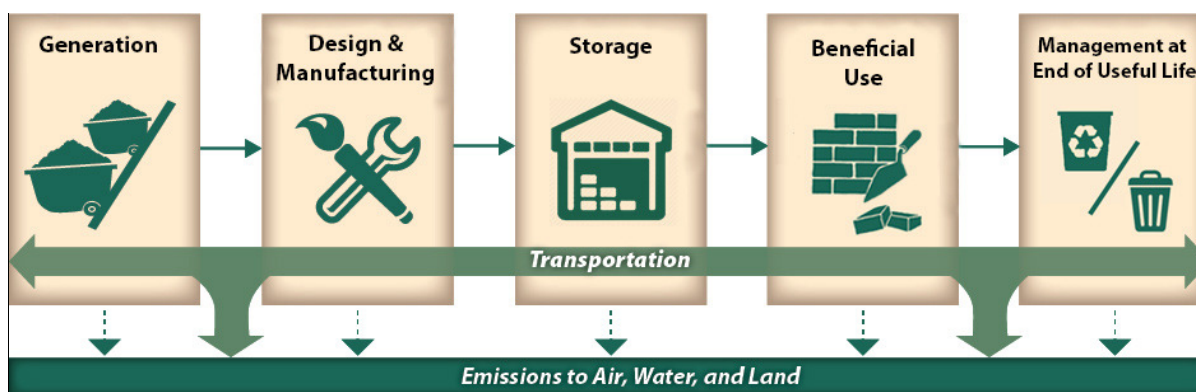 Generation
Design &
Manufacturing
Storage
Beneficial
Use
Management at
End of Useful Life
Transportation
Emissions to Air, Water, and Land